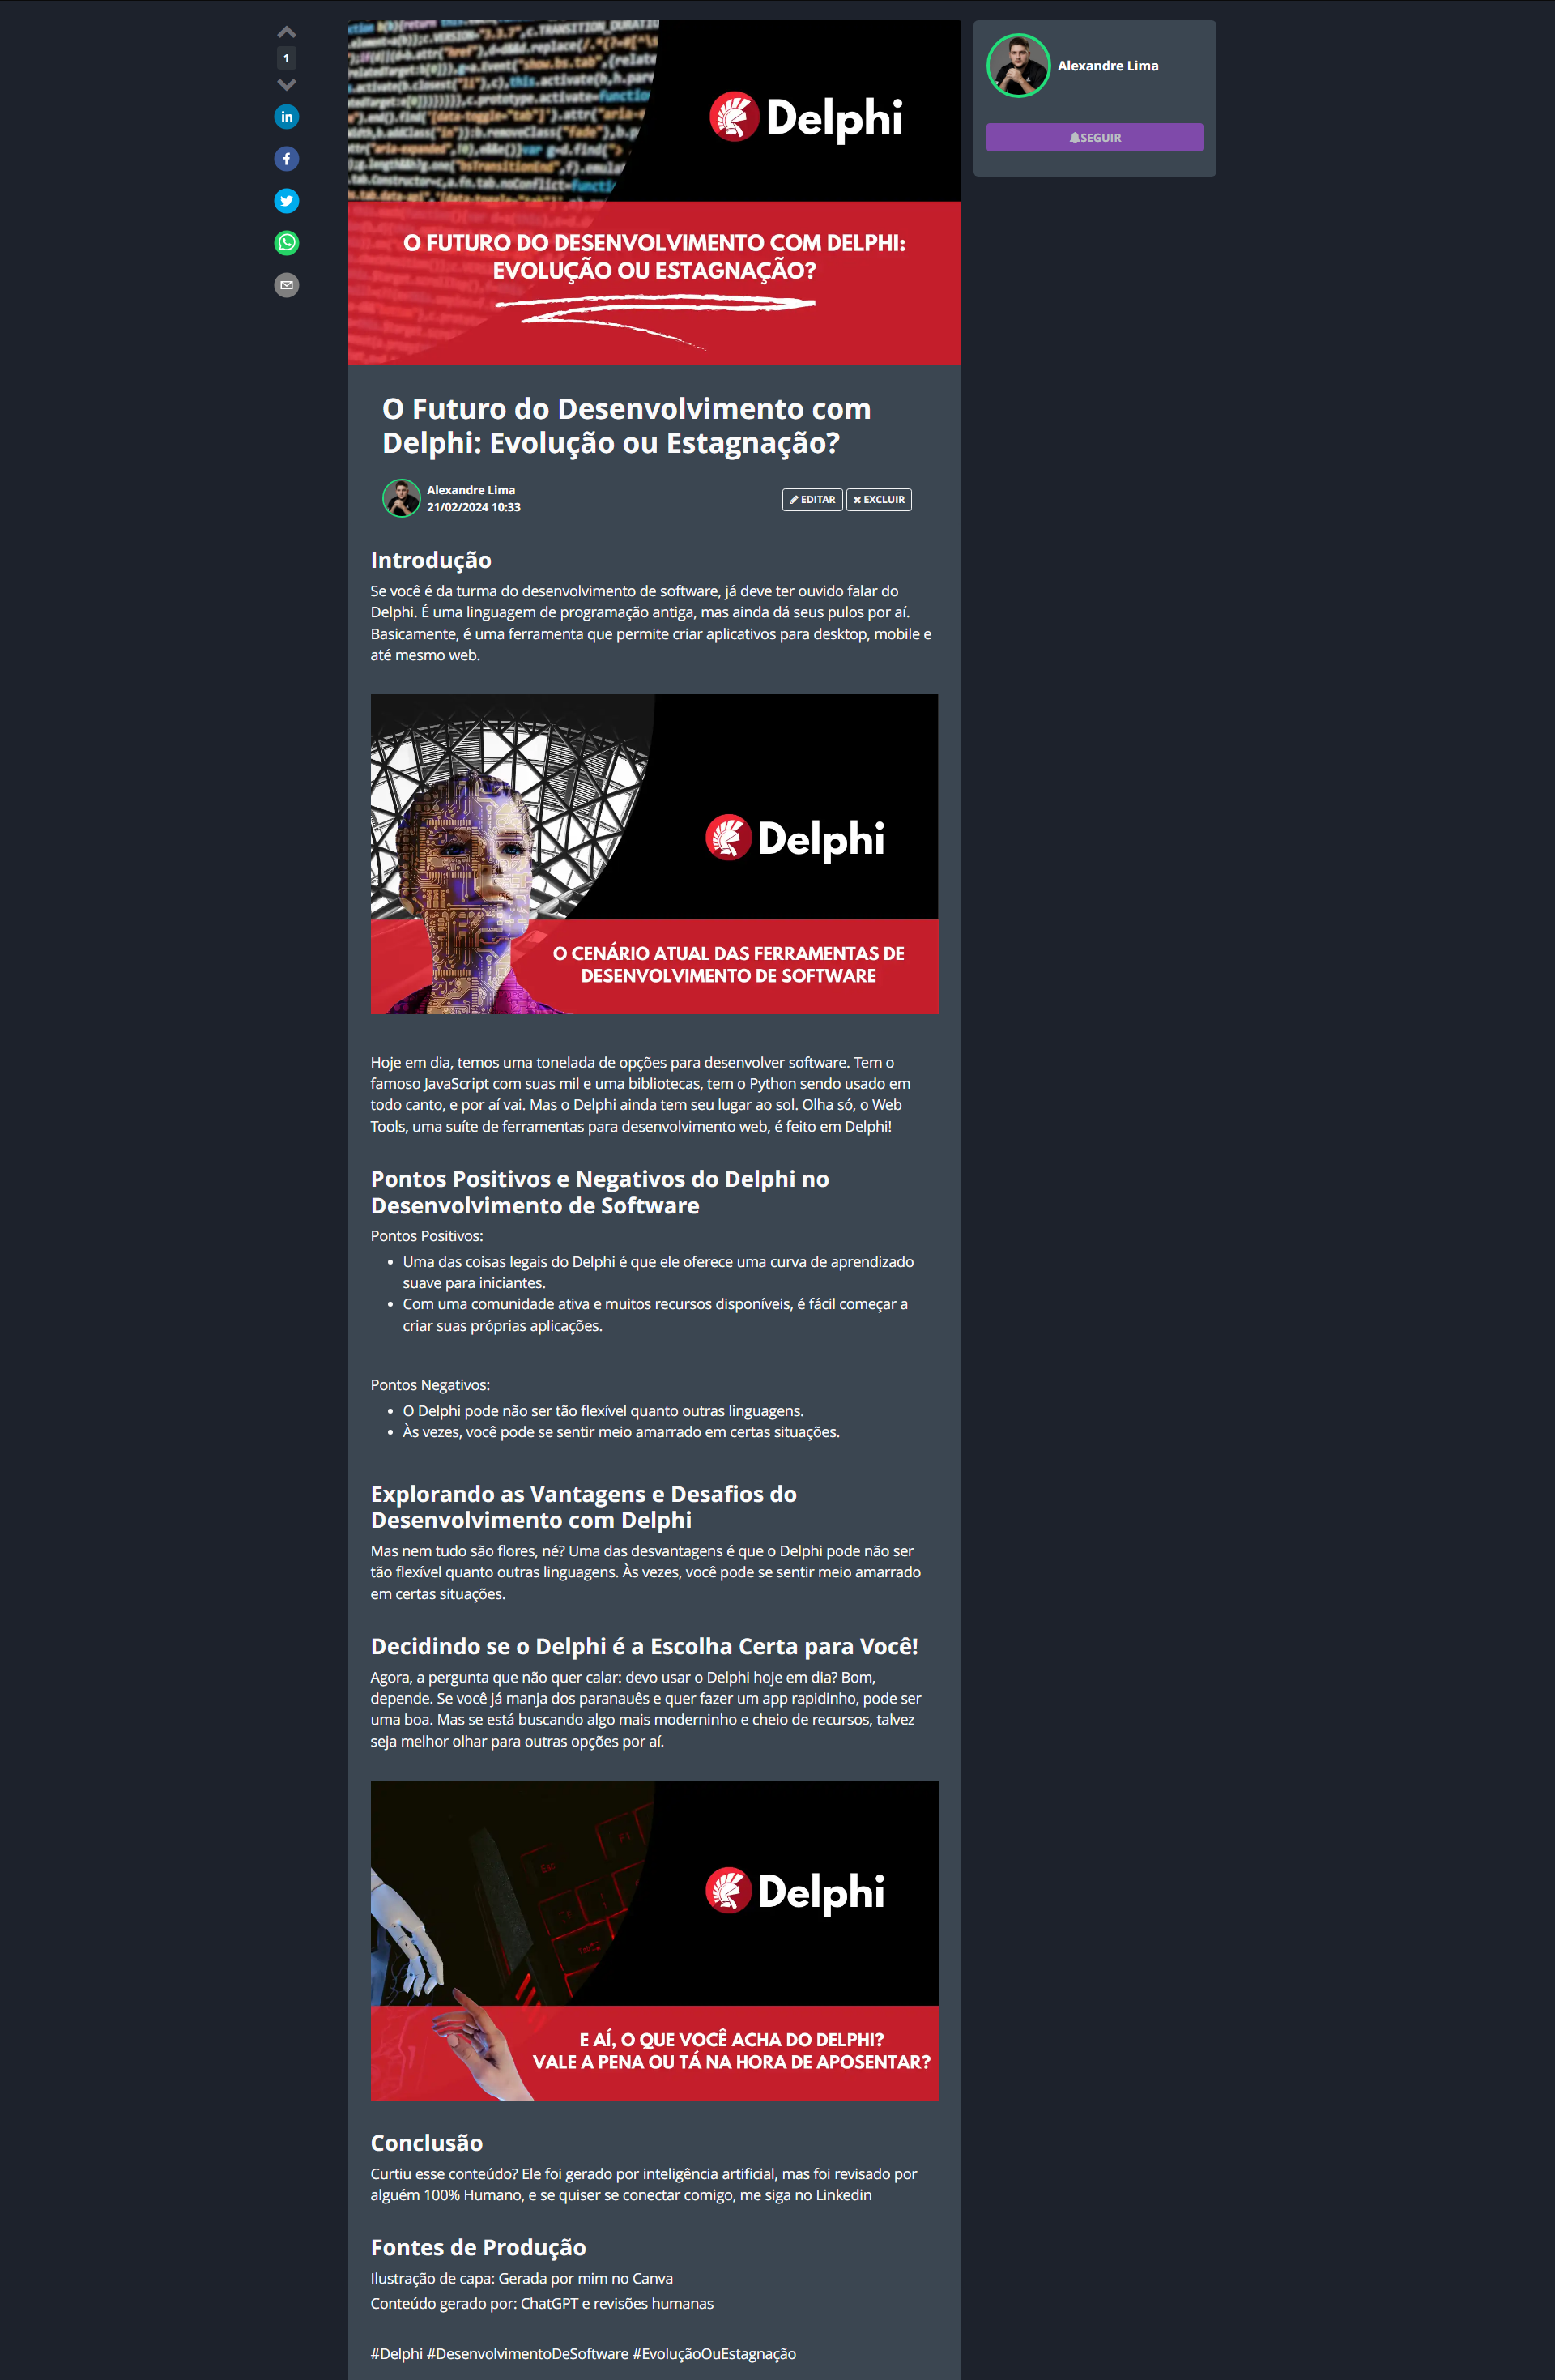 1
Delphi
O FUTURO DO DESENVOLVIMENTO COM DELPHI:
EVOLUÇÃO OU ESTAGNAÇÃO?
Alexandre Lima
SEGUIR
O Futuro do Desenvolvimento com
Delphi: Evolução ou Estagnação?
Alexandre Lima
21/02/2024 10:33
EDITAR
EXCLUIR
Introdução
Se você é da turma do desenvolvimento de software, já deve ter ouvido falar do
Delphi. É uma linguagem de programação antiga, mas ainda dá seus pulos por aí.
Basicamente, é uma ferramenta que permite criar aplicativos para desktop, mobile e
até mesmo web.
Delphi
O CENÁRIO ATUAL DAS FERRAMENTAS DE
DESENVOLVIMENTO DE SOFTWARE
Hoje em dia, temos uma tonelada de opções para desenvolver software. Tem o
famoso JavaScript com suas mil e uma bibliotecas, tem o Python sendo usado em
todo canto, e por aí vai. Mas o Delphi ainda tem seu lugar ao sol. Olha só, o Web
Tools, uma suíte de ferramentas para desenvolvimento web, é feito em Delphi!
Pontos Positivos e Negativos do Delphi no
Desenvolvimento de Software
Pontos Positivos:
• Uma das coisas legais do Delphi é que ele oferece uma curva de aprendizado
suave para iniciantes.
• Com uma comunidade ativa e muitos recursos disponíveis, é fácil começar a
criar suas próprias aplicações.
Pontos Negativos:
• O Delphi pode não ser tão flexível quanto outras linguagens.
• Às vezes, você pode se sentir meio amarrado em certas situações.
Explorando as Vantagens e Desafios do
Desenvolvimento com Delphi
Mas nem tudo são flores, né? Uma das desvantagens é que o Delphi pode não ser
tão flexível quanto outras linguagens. Às vezes, você pode se sentir meio amarrado
em certas situações.
Decidindo se o Delphi é a Escolha Certa para Você!
Agora, a pergunta que não quer calar: devo usar o Delphi hoje em dia? Bom,
depende. Se você já manja dos paranauês e quer fazer um app rapidinho, pode ser
uma boa. Mas se está buscando algo mais moderninho e cheio de recursos, talvez
seja melhor olhar para outras opções por aí.
Delphi
E AÍ, O QUE VOCÊ ACHA DO DELPHI?
VALE A PENA OU TÁ NA HORA DE APOSENTAR?
Conclusão
Curtiu esse conteúdo? Ele foi gerado por inteligência artificial, mas foi revisado por
alguém 100% Humano, e se quiser se conectar comigo, me siga no Linkedin
Fontes de Produção
Ilustração de capa: Gerada por mim no Canva
Conteúdo gerado por: ChatGPT e revisões humanas
#Delphi #DesenvolvimentoDeSoftware #EvoluçãoOuEstagnação